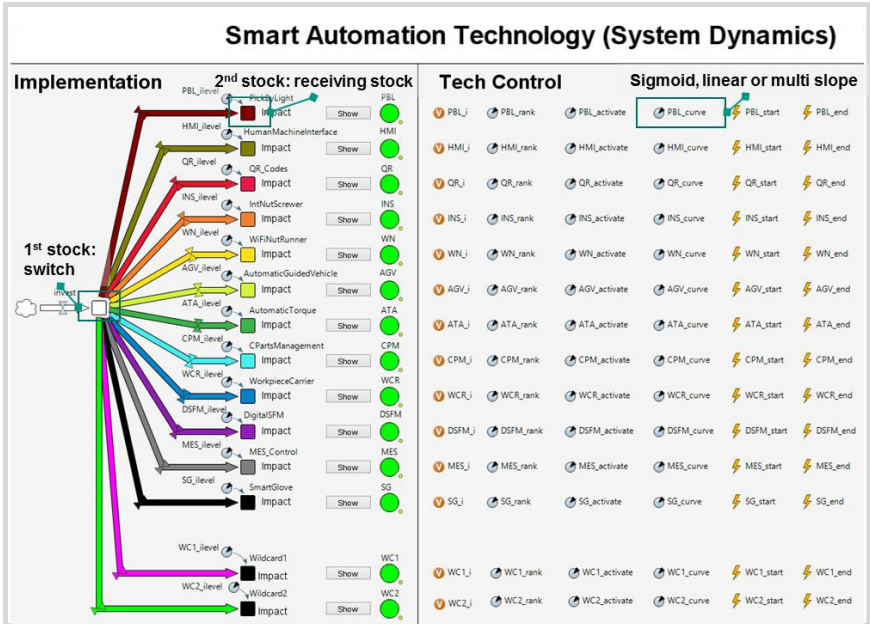 Smart Automation Technology (System Dynamics)
Implementation
2nd stock: receiving stock
Tech Control
Sigmoid, linear or multi slope
PBL_ilevel
PickByLight
Impact
Show
PBL
PBL_i
PBL_rank
PBL_activate
PBL_curve
PBL_start
PBL_end
HMI_ilevel
HumanMachineInterface
Impact
Show
HMI
HMI_i
HMI_rank
HMI_activate
HMI_curve
HMI_start
HMI_end
QR_ilevel
QR_Codes
Impact
Show
QR
QR_i
QR_rank
QR_activate
QR_curve
QR_start
QR_end
INS_ilevel
IntNutScrewer
Impact
Show
INS
INS_i
INS_rank
INS_activate
INS_curve
INS_start
INS_end
WN_ilevel
WiFiNutRunner
Impact
Show
WN
WN_i
WN_rank
WN_activate
WN_curve
WN_start
WN_end
1st stock:
switch
invest
AGV_ilevel
AutomaticGuidedVehicle
Impact
Show
AGV
AGV_i
AGV_rank
AGV_activate
AGV_curve
AGV_start
AGV_end
ATA_ilevel
AutomaticTorque
Impact
Show
ATA
ATA_i
ATA_rank
ATA_activate
ATA_curve
ATA_start
ATA_end
CPM_ilevel
CPartsManagement
Impact
Show
CPM
CPM_i
CPM_rank
CPM_activate
CPM_curve
CPM_start
CPM_end
WCR_ilevel
WorkpieceCarrier
Impact
Show
WCR
WCR_i
WCR_rank
WCR_activate
WCR_curve
WCR_start
WCR_end
DSFM_ilevel
DigitalSFM
Impact
Show
DSFM
DSFM_i
DSFM_rank
DSFM_activate
DSFM_curve
DSFM_start
DSFM_end
MES_ilevel
MES_Control
Impact
Show
MES
MES_i
MES_rank
MES_activate
MES_curve
MES_start
MES_end
SG_ilevel
SmartGlove
Impact
Show
SG
SG_i
SG_rank
SG_activate
SG_curve
SG_start
SG_end
WC1_ilevel
Wildcard1
Impact
Show
WC1
WC1_i
WC1_rank
WC1_activate
WC1_curve
WC1_start
WC1_end
WC2_ilevel
Wildcard2
Impact
Show
WC2
WC2_i
WC2_rank
WC2_activate
WC2_curve
WC2_start
WC2_end